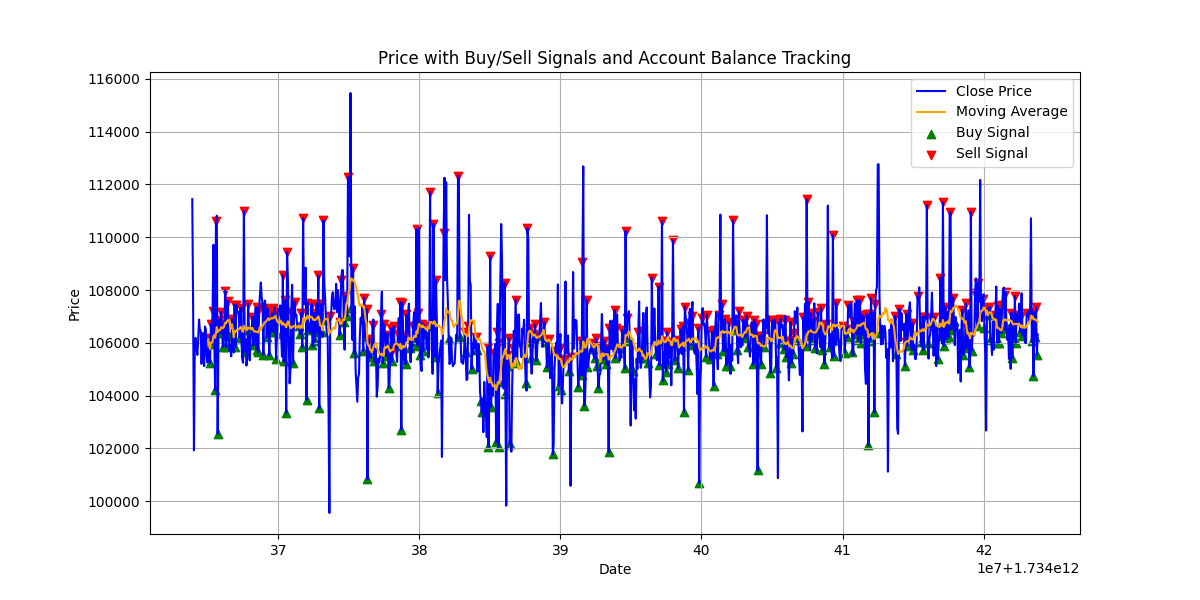 Price with Buy/Sell Signals and Account Balance Tracking
116000
114000
112000
110000
108000
106000
104000
102000
100000
Price
Close Price
Moving Average
Buy Signal
Sell Signal
37
38
39
40
41
42
1e7+1.734e12
Date